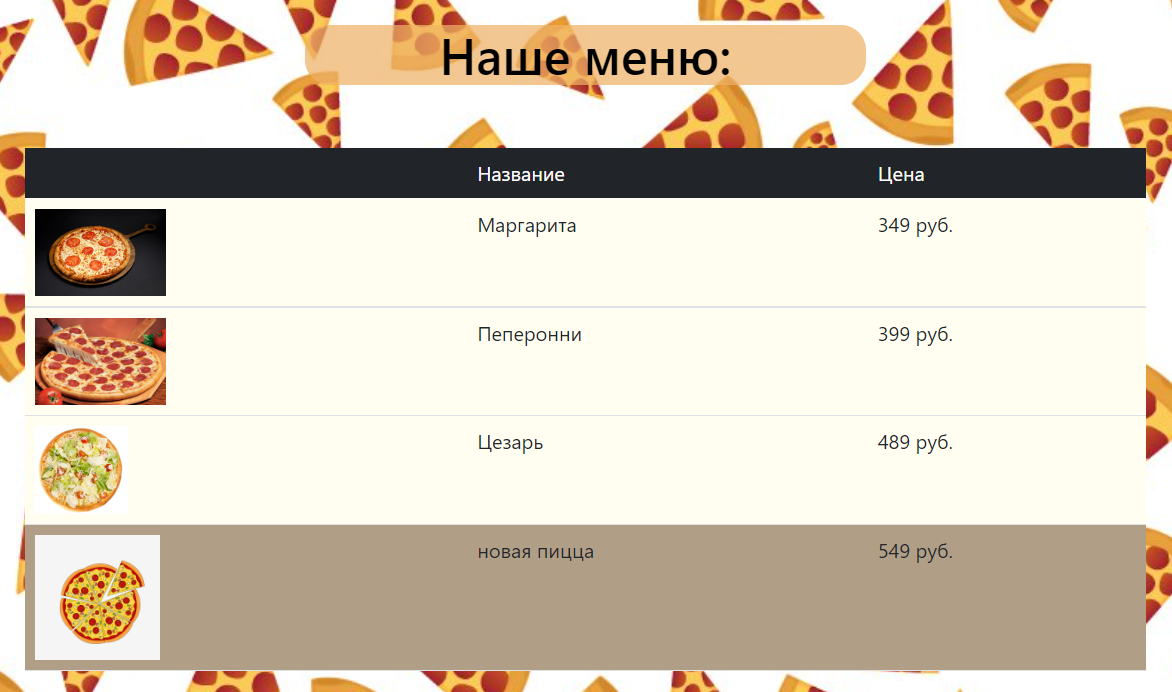 Наше меню:
Название Цена
Маргарита 349 руб.
Пеперонни 399 руб.
Цезарь 489 руб.
новая пицца 549 руб.